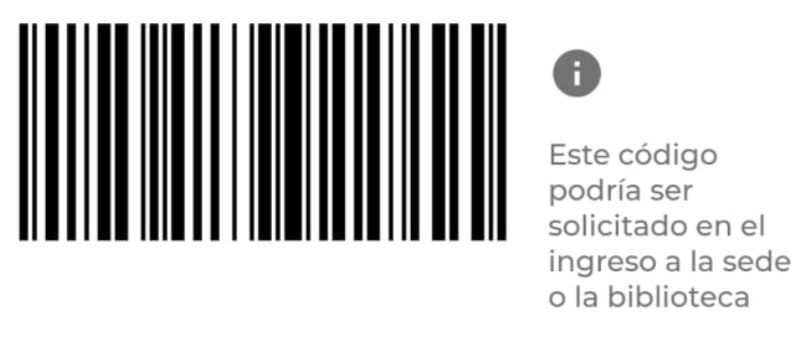 Este código
podría ser
solicitado en el
ingreso a la sede
o la biblioteca